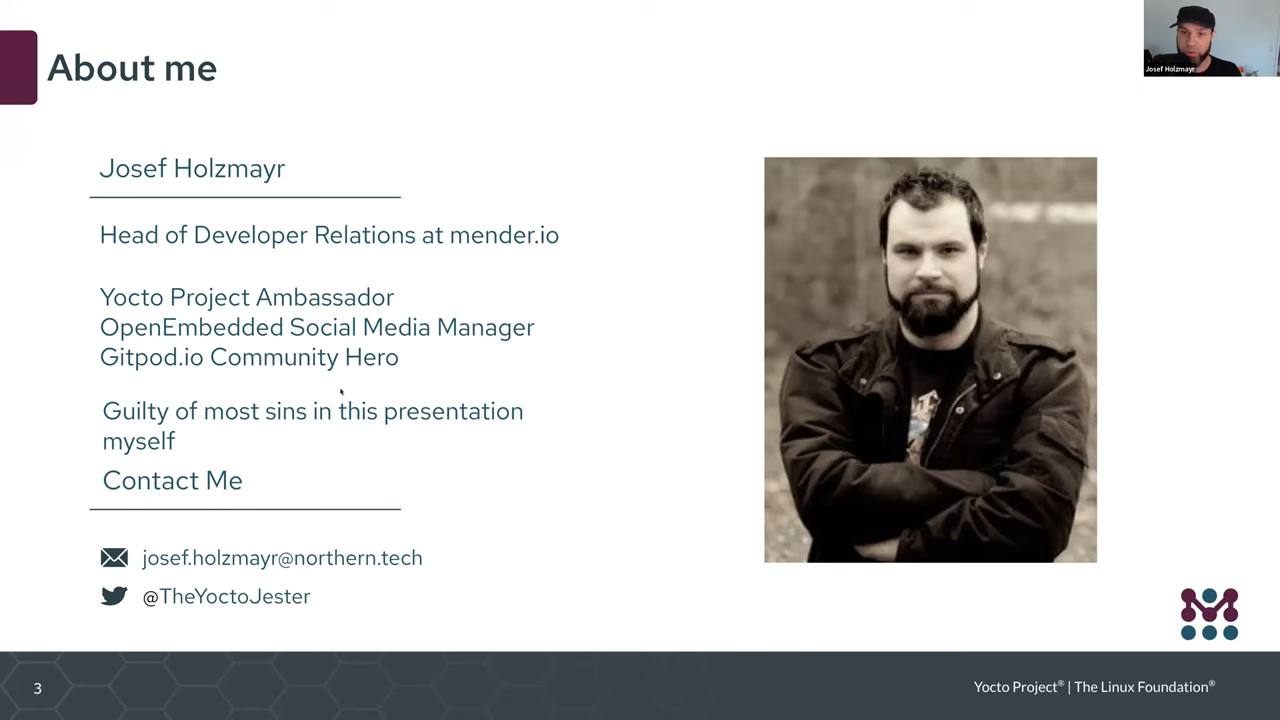 About me
Josef Holzmayr
Josef Holzmayr
Head of Developer Relations at mender.io
Yocto Project Ambassador
OpenEmbedded Social Media Manager
Gitpod.io Community Hero
Guilty of most sins in this presentation
myself
Contact Me
josef.holzmayr@northern.tech
@TheYoctoJester
3
Yocto Project® | The Linux Foundation®